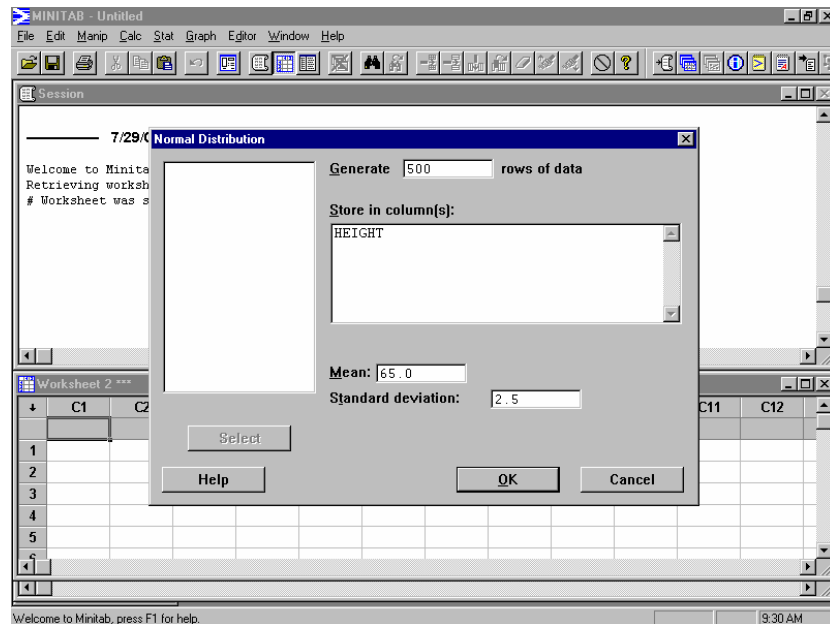 MINITAB - Untitled
File Edit Manip Calc Stat Graph Editor Window Help
Session
7/29/0
Welcome to Minita
Retrieving worksh
# Worksheet was s
Normal Distribution
Generate 500 rows of data
Store in column(s):
HEIGHT
Mean: 65.0
Standard deviation: 2.5
Select
Help OK Cancel
Worksheet 2 ***
C1 C2 C11 C12
1
2
3
4
5
6
Welcome to Minitab, press F1 for help. 9:30 AM